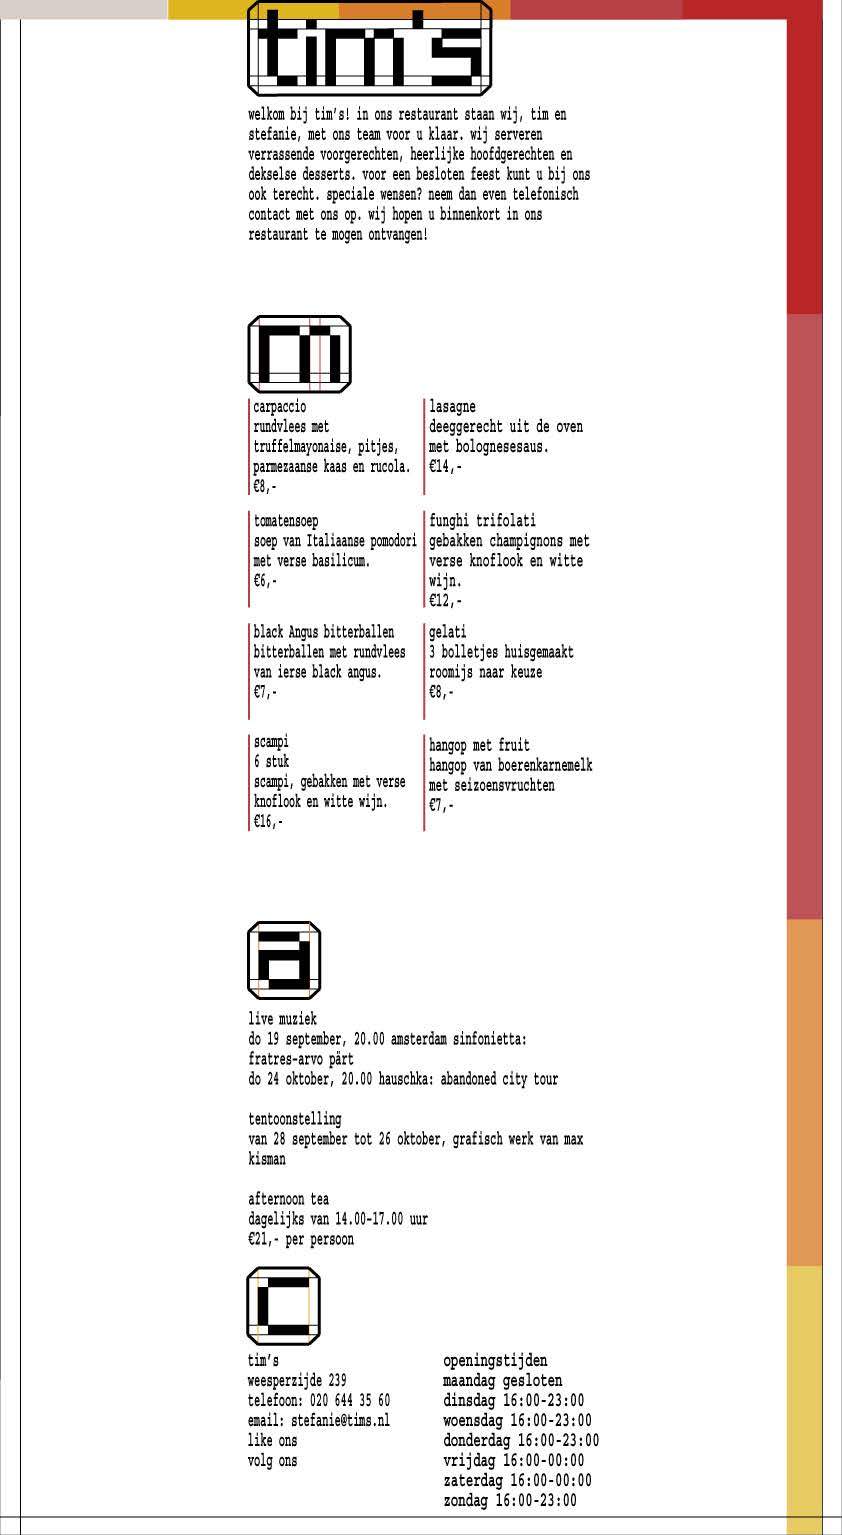 tim's
welkom bij tim's! in ons restaurant staan wij, tim en
stefanie, met ons team voor u klaar. wij serveren
verrassende voorgerechten, heerlijke hoofdgerechten en
dekselse desserts. voor een besloten feest kunt u bij ons
ook terecht. speciale wensen? neem dan even telefonisch
contact met ons op. wij hopen u binnenkort in ons
restaurant te mogen ontvangen!
m
carpaccio
rundvlees met
truffelmayonaise, pitjes,
parmezaanse kaas en rucola.
€8,-
tomatensoep
soep van Italiaanse pomodori
met verse basilicum.
€6,-
black Angus bitterballen
bitterballen met rundvlees
van ierse black angus.
€7,-
scampi
6 stuk
scampi, gebakken met verse
knoflook en witte wijn.
€16,-
lasagne
deeggerecht uit de oven
met bolognesesaus.
€14,-
funghi trifolati
gebakken champignons met
verse knoflook en witte
wijn.
€12,-
gelati
3 bolletjes huisgemaakt
roomijs naar keuze
€8,-
hangop met fruit
hangop van boerenkarnemelk
met seizoensvruchten
€7,-
a
live muziek
do 19 september, 20.00 amsterdam sinfonietta:
fratres-arvo pärt
do 24 oktober, 20.00 hauschka: abandoned city tour
tentoonstelling
van 28 september tot 26 oktober, grafisch werk van max
kisman
afternoon tea
dagelijks van 14.00-17.00 uur
€21,- per persoon
c
tim's
weesperzijde 239
telefoon: 020 644 35 60
email: stefanie@tims.nl
like ons
volg ons
openingstijden
maandag gesloten
dinsdag 16:00-23:00
woensdag 16:00-23:00
donderdag 16:00-23:00
vrijdag 16:00-00:00
zaterdag 16:00-00:00
zondag 16:00-23:00